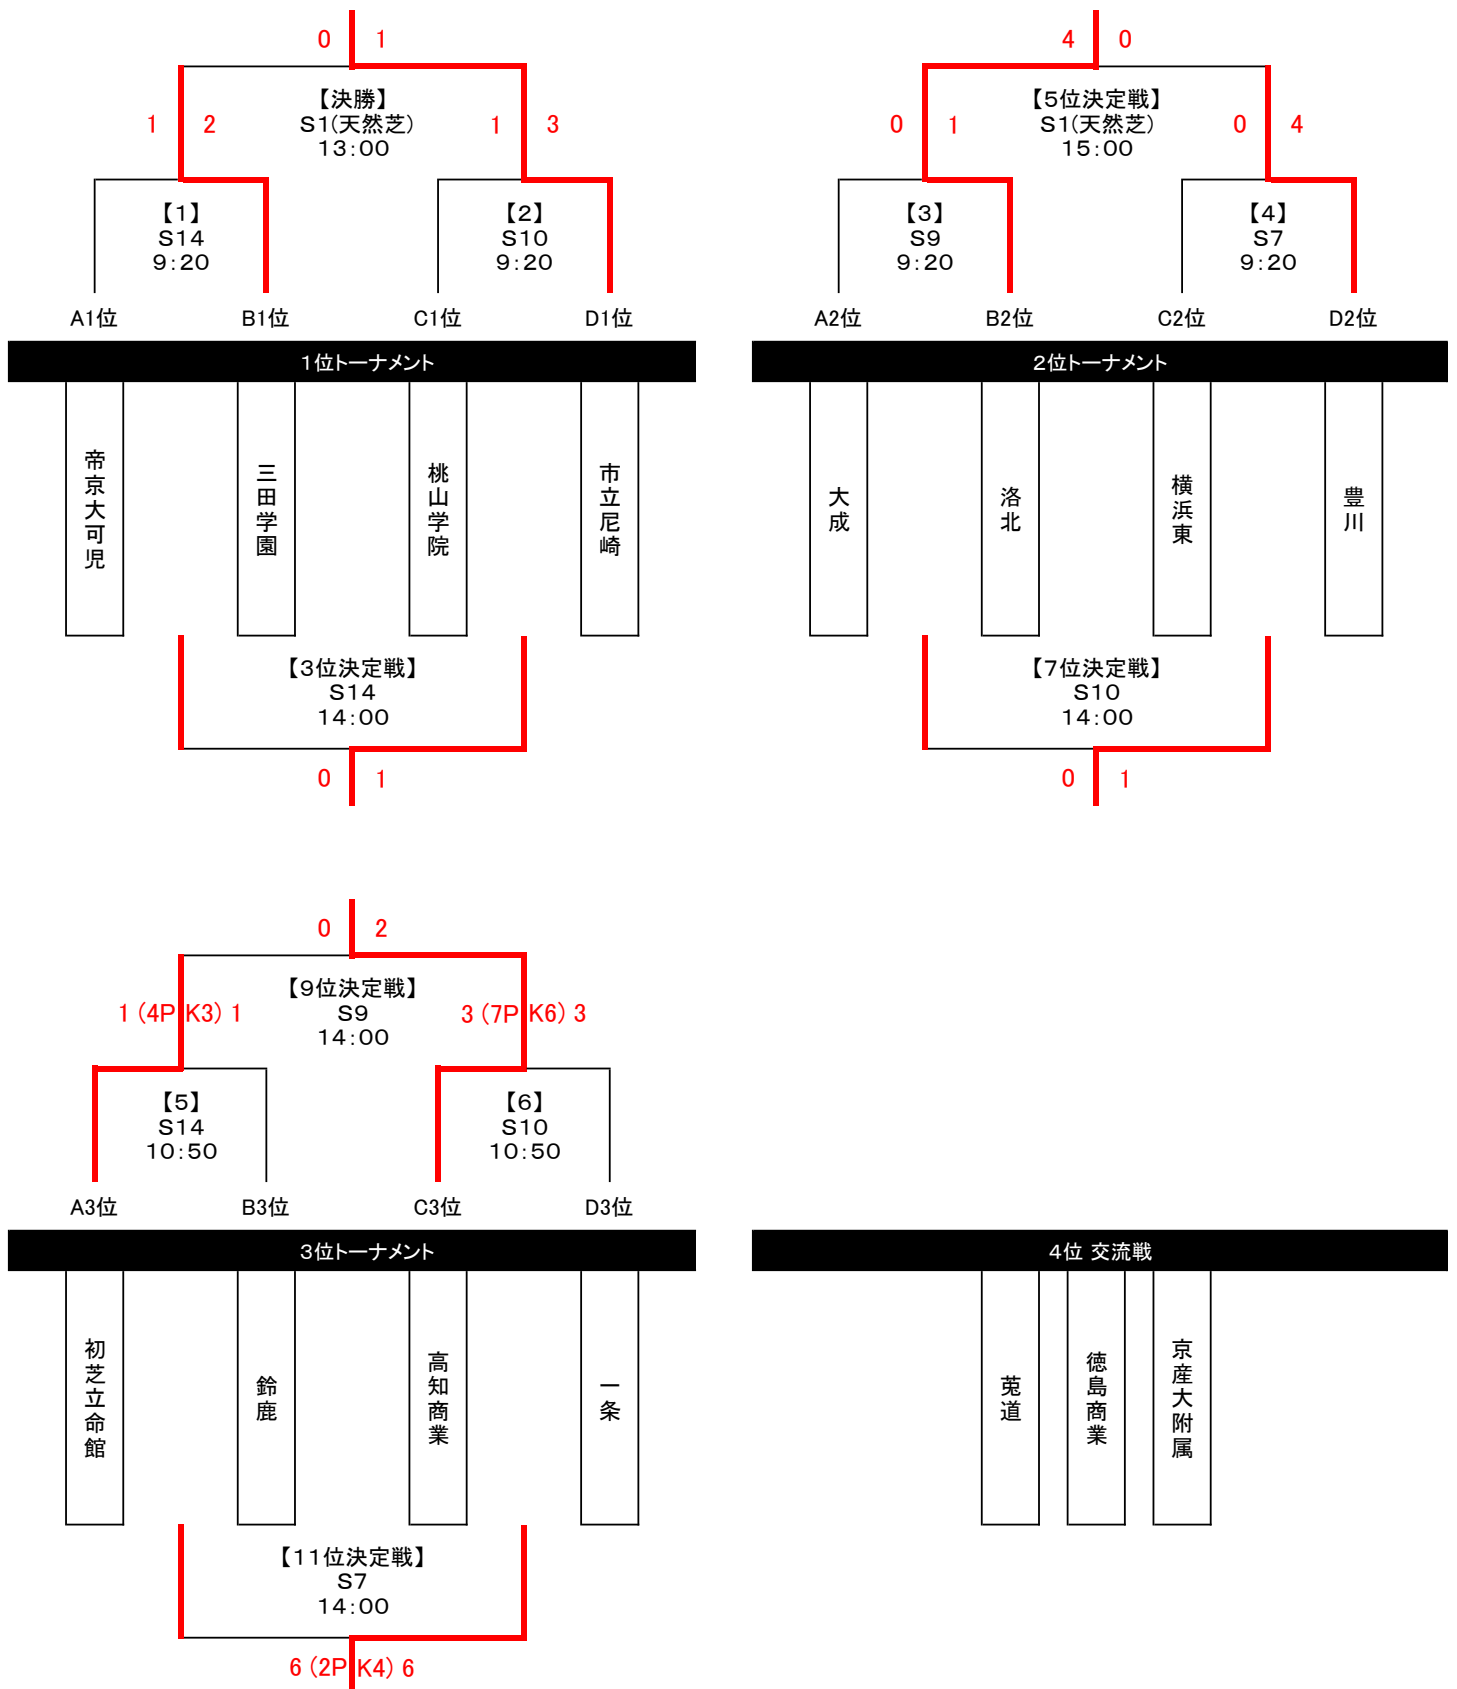 0 1
【決勝】
S1(天然芝)
13:00
1 2
1 3
【1】
S14
9:20
【2】
S10
9:20
A1位 B1位 C1位 D1位
1位トーナメント
帝京大可児
三田学園
桃山学院
市立尼崎
【3位決定戦】
S14
14:00
0 1
4 0
【5位決定戦】
S1(天然芝)
15:00
0 1
0 4
【3】
S9
9:20
【4】
S7
9:20
A2位 B2位 C2位 D2位
2位トーナメント
大成
洛北
横浜東
豊川
【7位決定戦】
S10
14:00
0 1
0 2
【9位決定戦】
S9
14:00
1 (4PK3) 1
3 (7PK6) 3
【5】
S14
10:50
【6】
S10
10:50
A3位 B3位 C3位 D3位
3位トーナメント
初芝立命館
鈴鹿
高知商業
一条
【11位決定戦】
S7
14:00
6 (2PK4) 6
4位 交流戦
莵道
徳島商業
京産大附属